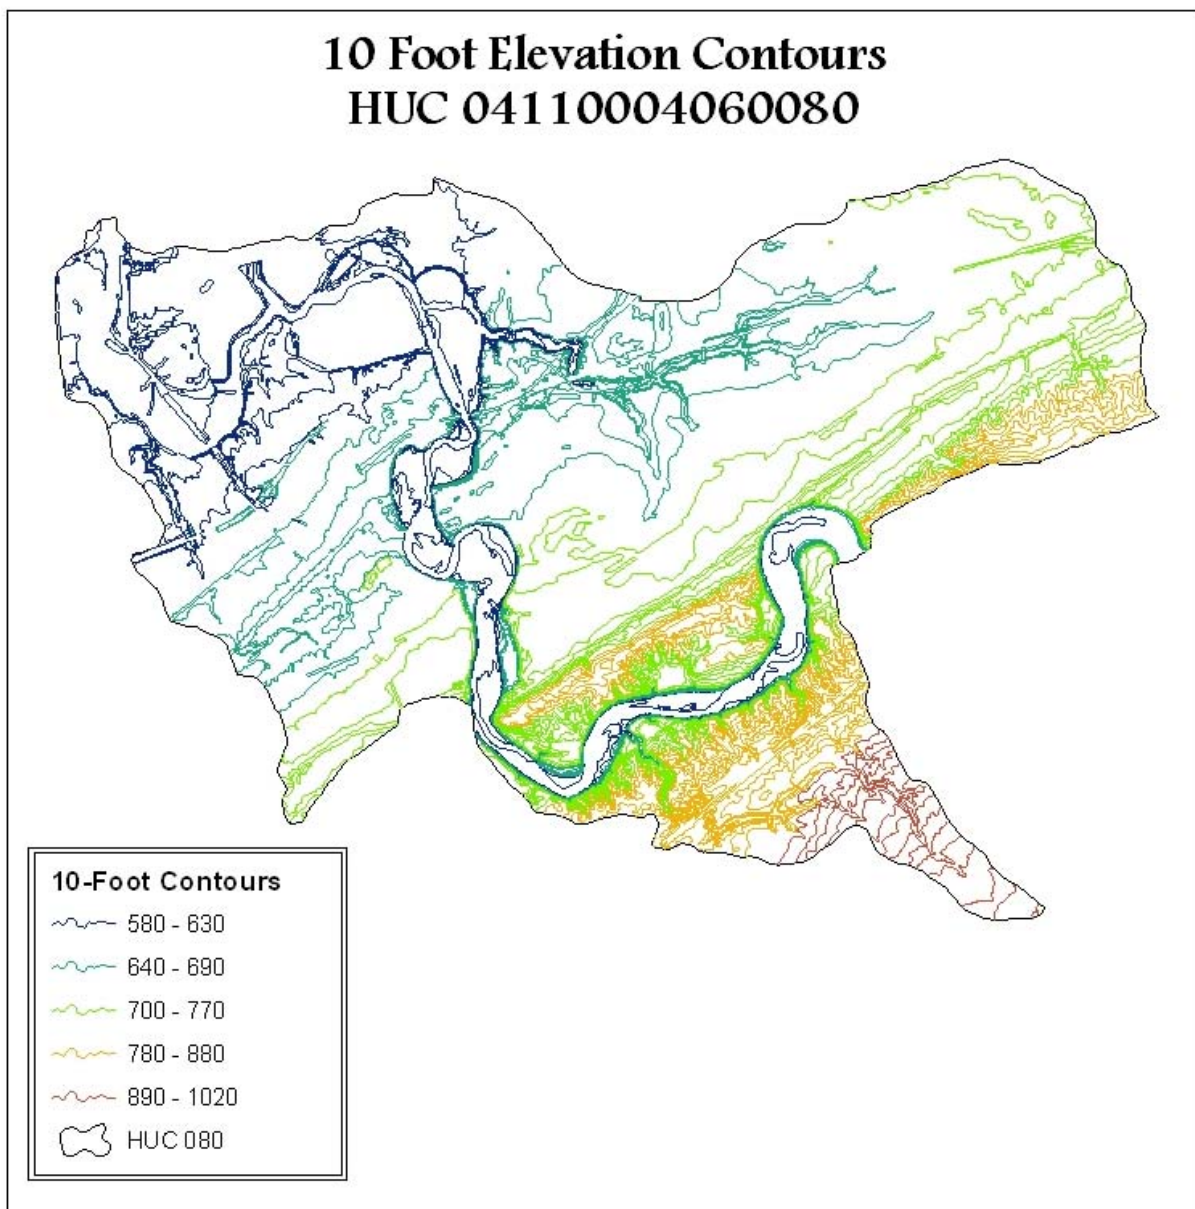 10 Foot Elevation Contours
HUC 04110004060080
10-Foot Contours
580 - 630
640 - 690
700 - 770
780 - 880
890 - 1020
HUC 080